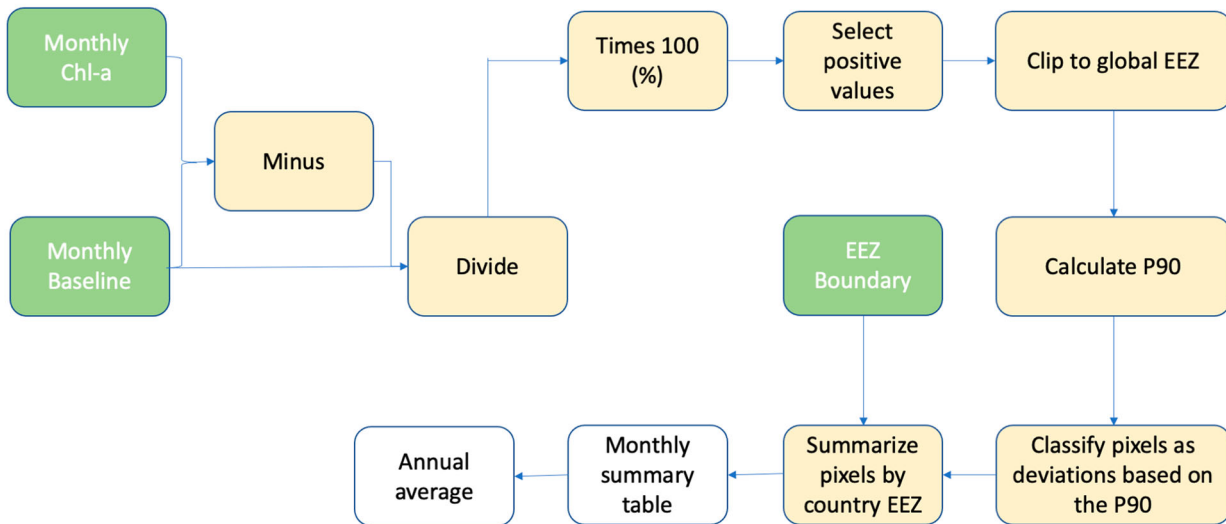 Monthly
Chl-a
Times 100
(%)
Select
positive
values
Clip to global EEZ
Minus
Monthly
Baseline
Divide
EEZ
Boundary
Calculate P90
Annual
average
Monthly
summary
table
Summarize
pixels by
country EEZ
Classify pixels as
deviations based on
the P90